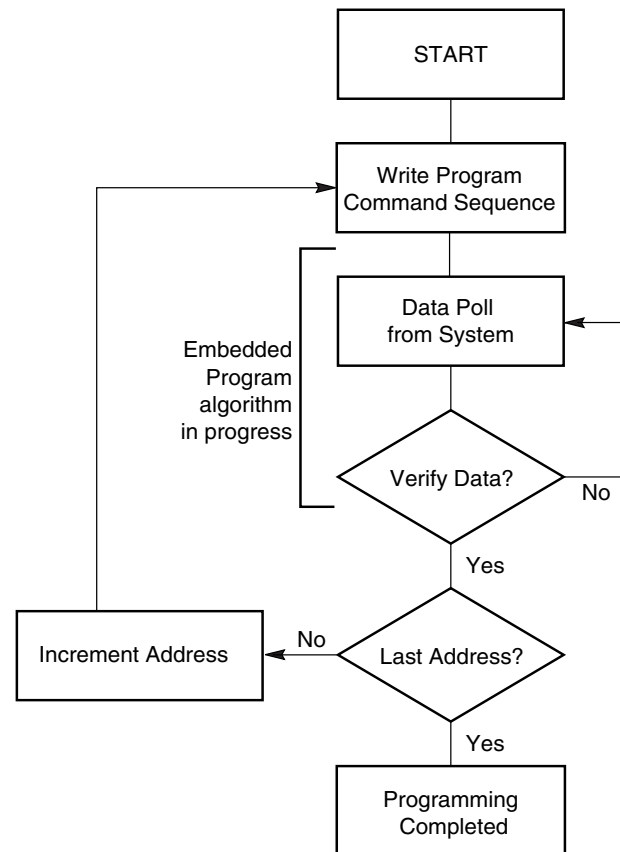 START
Write Program
Command Sequence
Data Poll
from System
Embedded
Program
algorithm
in progress
Verify Data?
No
Yes
Increment Address
No
Last Address?
Yes
Programming
Completed